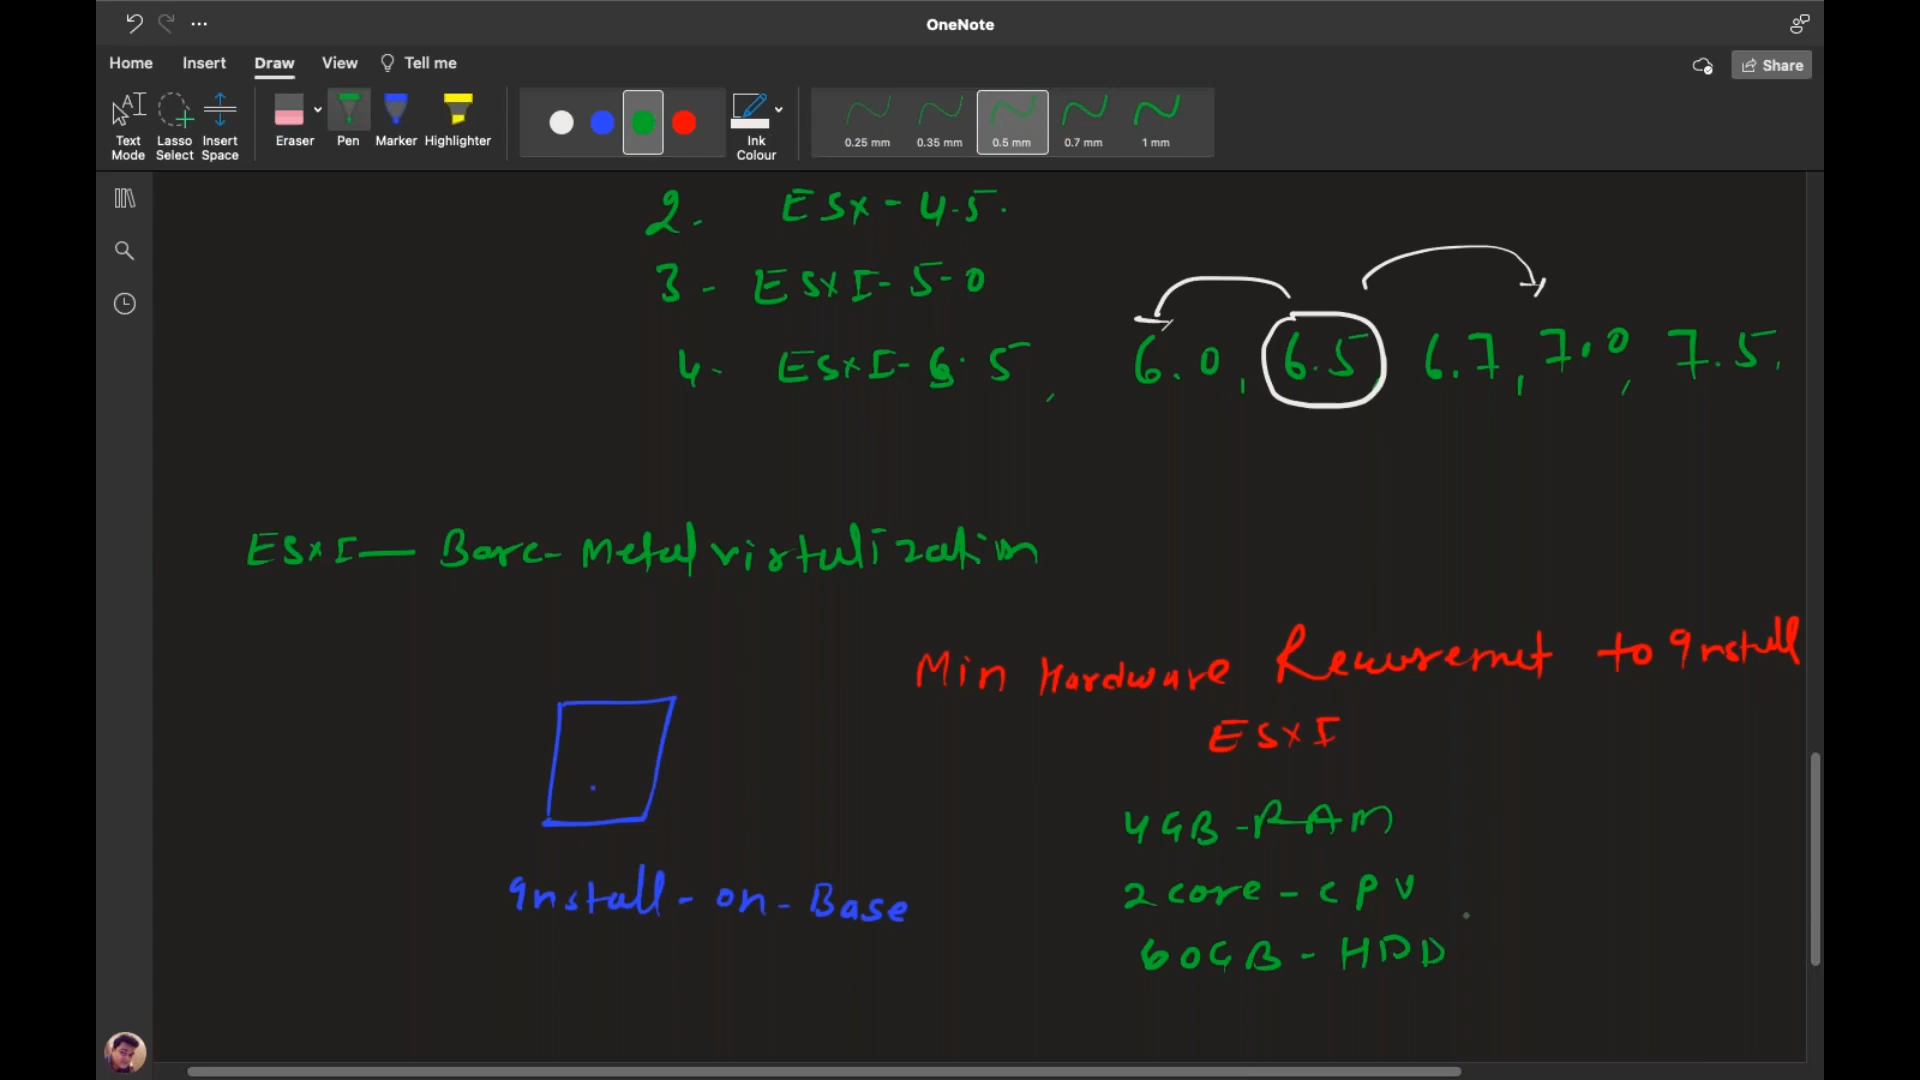 OneNote
Home Insert Draw View Tell me
Share
Text Mode
Lasso Select
Insert Space
Eraser
Pen
Marker
Highlighter
Ink Colour
0.25 mm
0.35 mm
0.5 mm
0.7 mm
1 mm
2. ESX - 4.5.
3 - ESXI - 5-0
4. ESXI - 6.5, 6.0, 6.5, 6.7, 7.0, 7.5.
ESXI — Bare-Metal virtulization
Min Hardware Recuirement to Install
ESXI
4GB - RAM
2 core - CPU
60GB - HDD
Install - on - Base